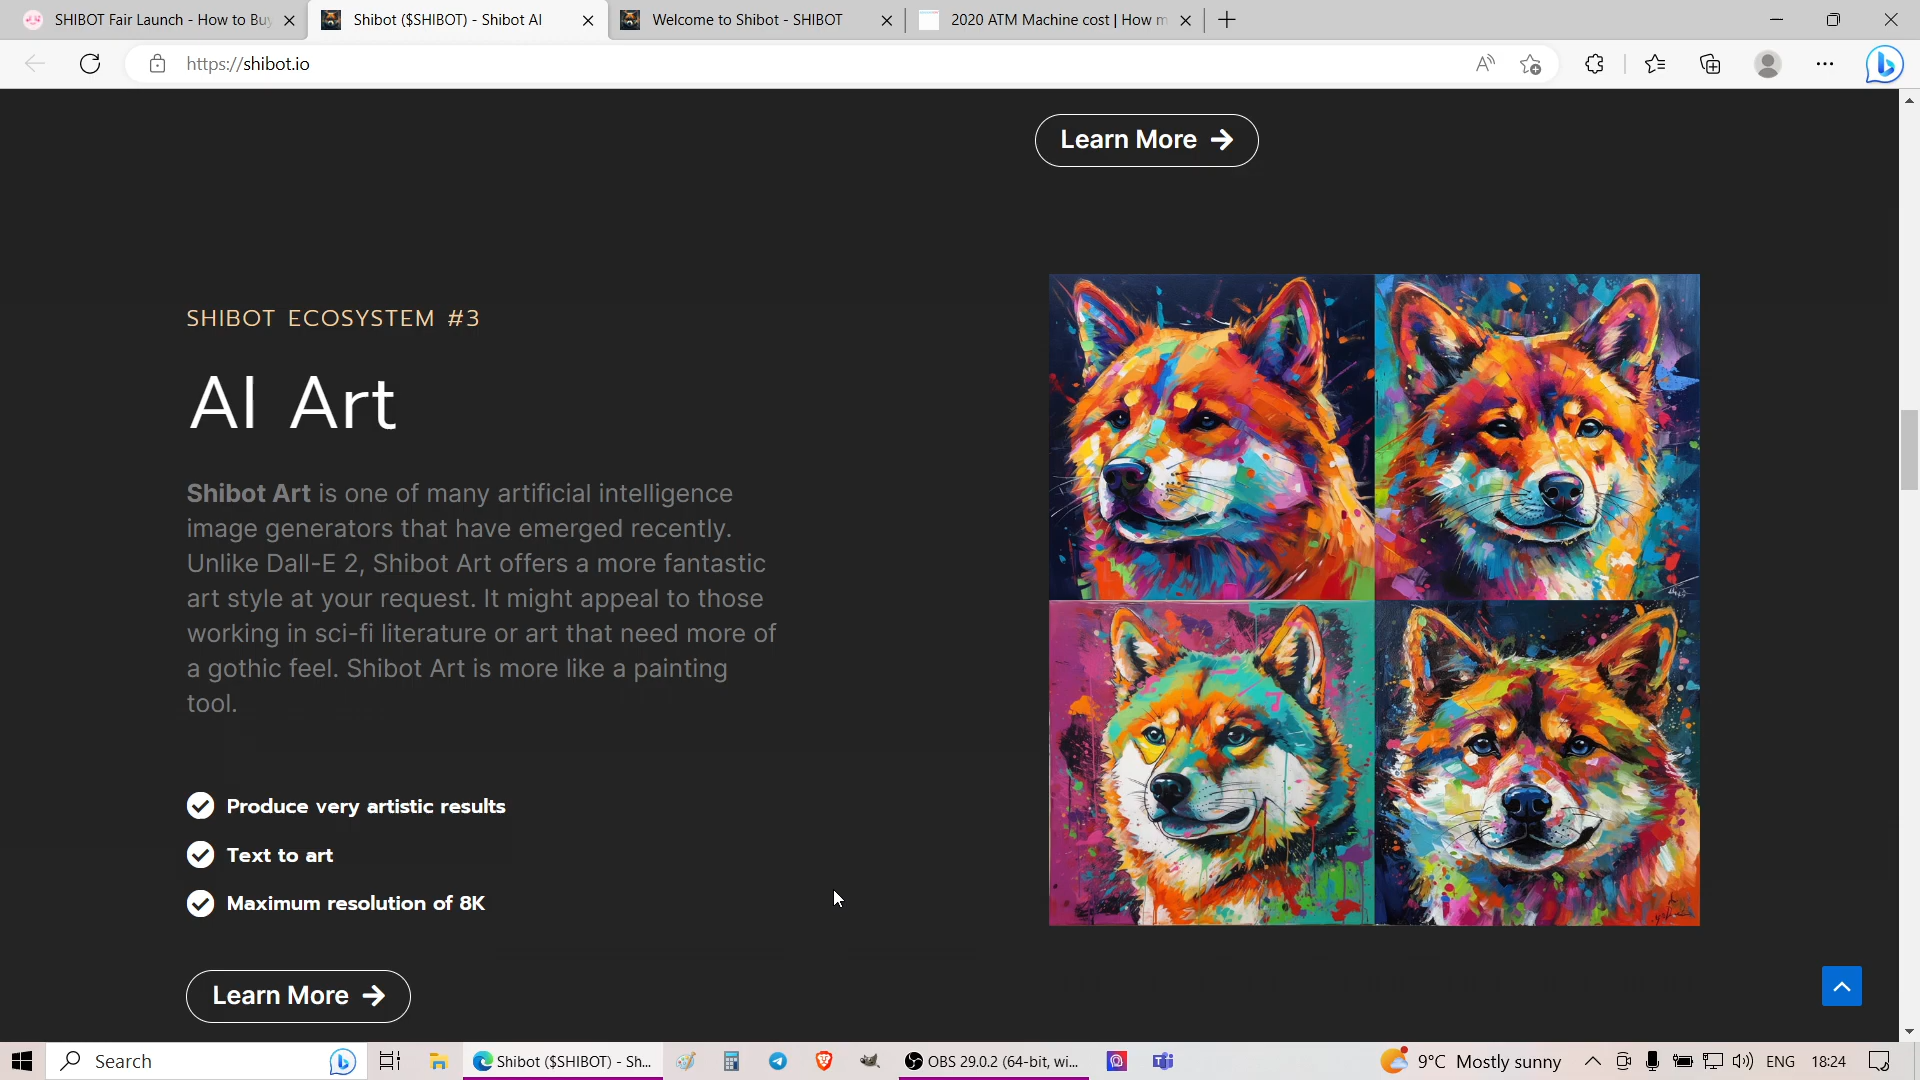 SHIBOT Fair Launch - How to Bu
Shibot ($SHIBOT) - Shibot AI
Welcome to Shibot - SHIBOT
2020 ATM Machine cost | How m
https://shibot.io
Learn More
SHIBOT ECOSYSTEM #3
AI Art
Shibot Art is one of many artificial intelligence
image generators that have emerged recently.
Unlike Dall-E 2, Shibot Art offers a more fantastic
art style at your request. It might appeal to those
working in sci-fi literature or art that need more of
a gothic feel. Shibot Art is more like a painting
tool.
Produce very artistic results
Text to art
Maximum resolution of 8K
Learn More
Search
Shibot ($SHIBOT) - Sh...
OBS 29.0.2 (64-bit, wi...
9°C Mostly sunny
ENG
18:24